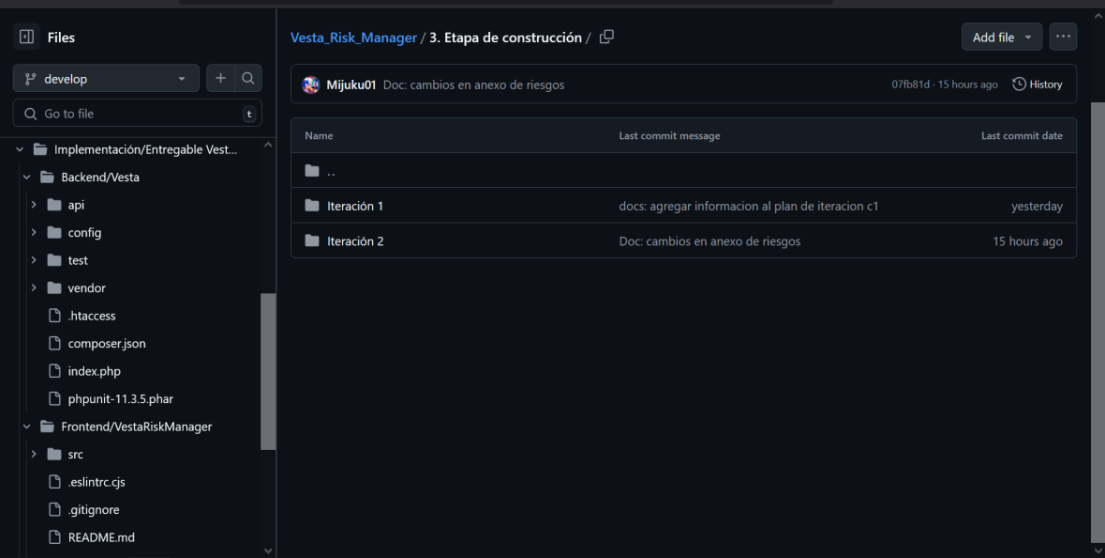 Files
develop
Go to file
t
Implementación/Entregable Vest...
Backend/Vesta
api
config
test
vendor
.htaccess
composer.json
index.php
phpunit-11.3.5.phar
Frontend/VestaRiskManager
src
.eslintrc.cjs
.gitignore
README.md
Vesta_Risk_Manager / 3. Etapa de construcción /
Add file
Mijuku01 Doc: cambios en anexo de riesgos 07fb81d · 15 hours ago History
Name Last commit message Last commit date
..
Iteración 1 docs: agregar informacion al plan de iteracion c1 yesterday
Iteración 2 Doc: cambios en anexo de riesgos 15 hours ago